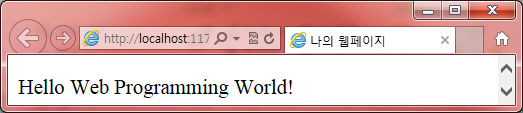 http://localhost:117
나의 웹페이지
Hello Web Programming World!